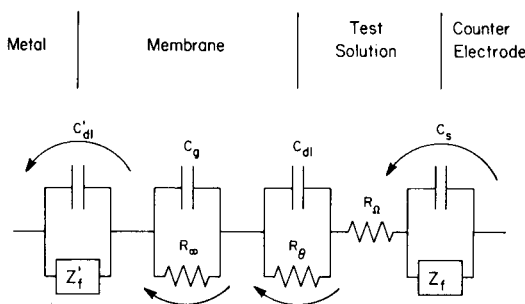 Metal
Membrane
Test
Solution
Counter
Electrode
C'dl
Cg
Cdl
Cs
RΩ
R∞
Rθ
Z'f
Zf